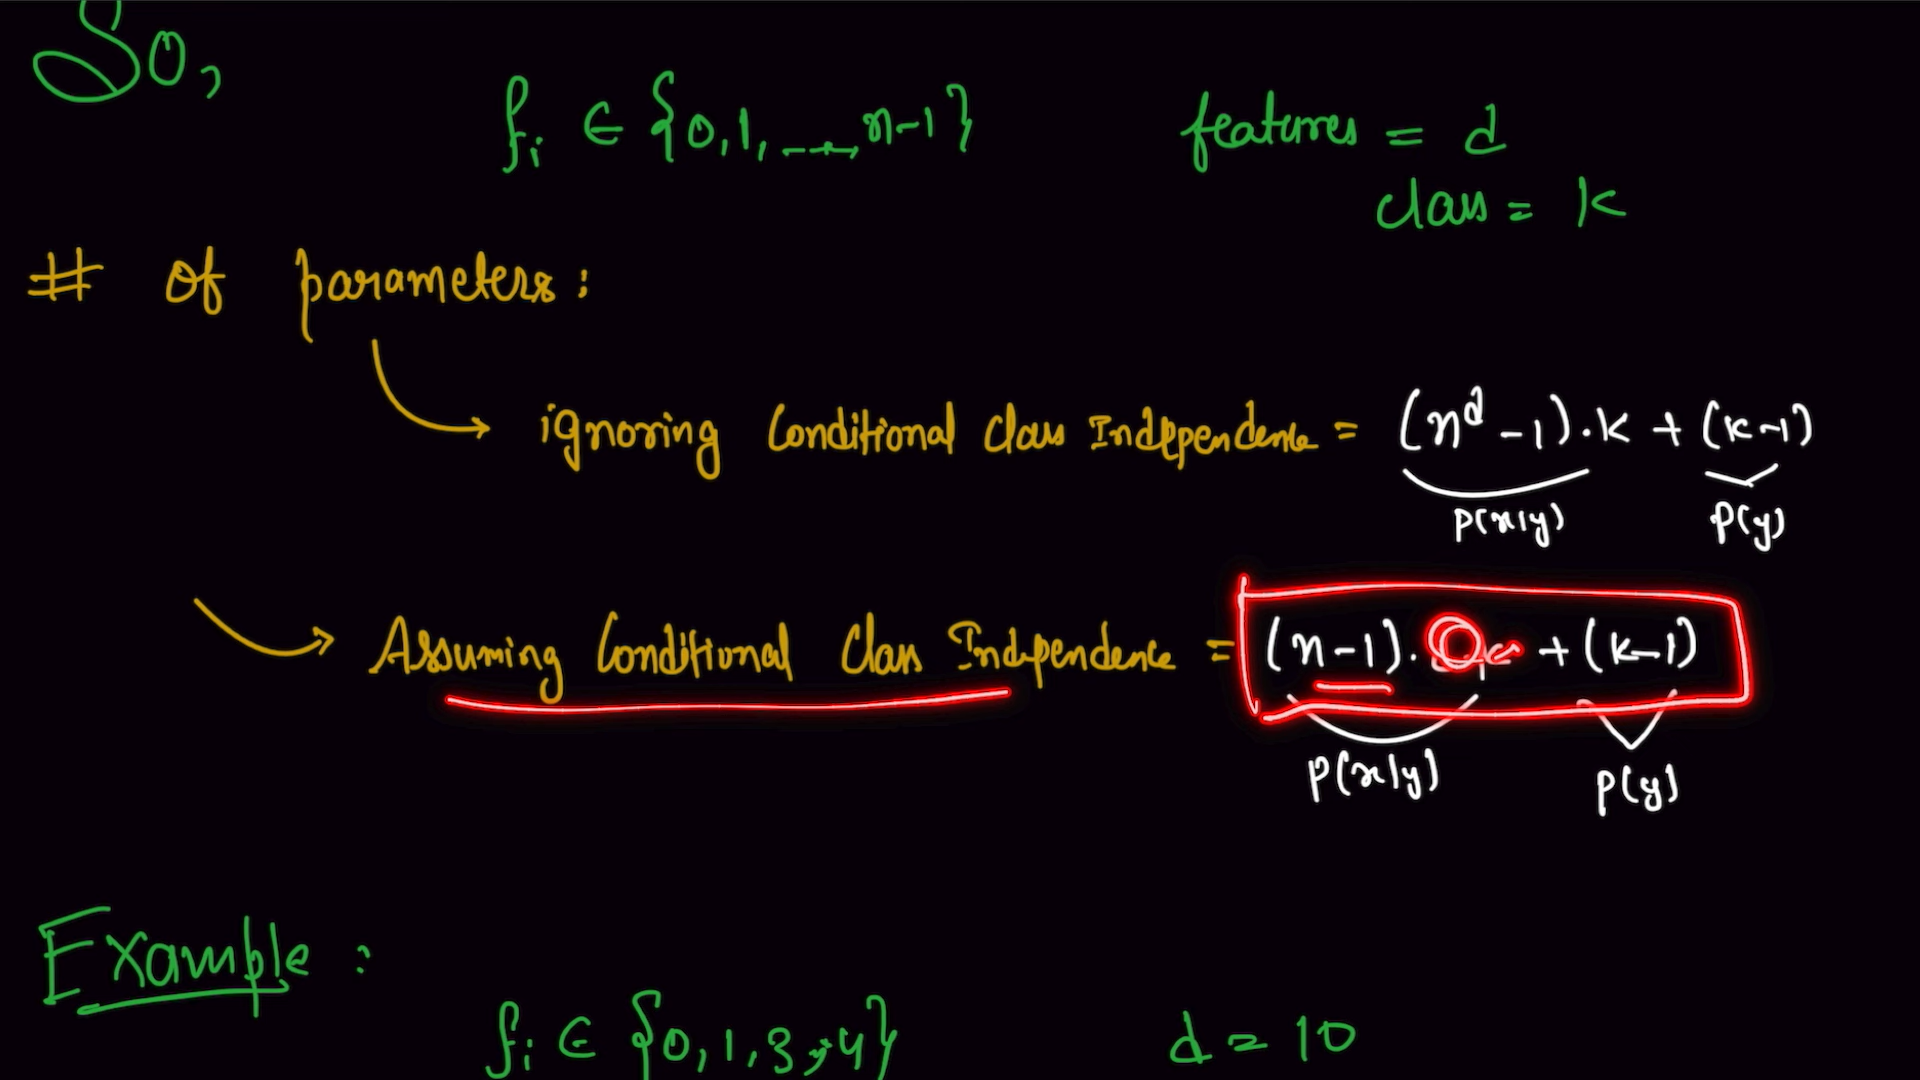 So,
fᵢ ∈ {0,1,---,n-1} features = d
class = k
# of parameters:
ignoring Conditional Class Independence = (nᵈ -1).k + (k-1)
P(x|y) P(y)
Assuming Conditional Class Independence = (n-1). + (k-1)
P(x|y) P(y)
Example :
fᵢ ∈ {0,1,3,4} d = 10